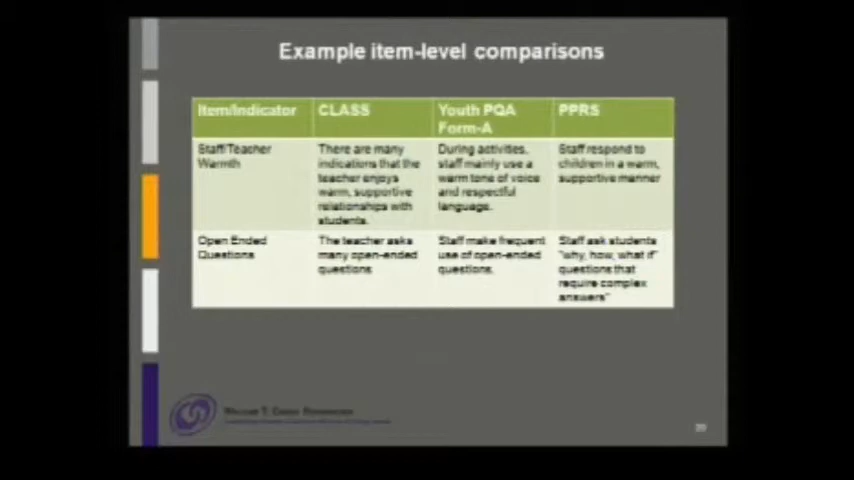 Example item-level comparisons
Item/Indicator
CLASS
Youth PQA
Form-A
PPRS
Staff/Teacher
Warmth
There are many
indications that the
teacher enjoys
warm, supportive
relationships with
students.
During activities,
staff mainly use a
warm tone of voice
and respectful
language.
Staff respond to
children in a warm,
supportive manner
Open Ended
Questions
The teacher asks
many open-ended
questions
Staff make frequent
use of open-ended
questions.
Staff ask students
"why, how, what if"
questions that
require complex
answers"